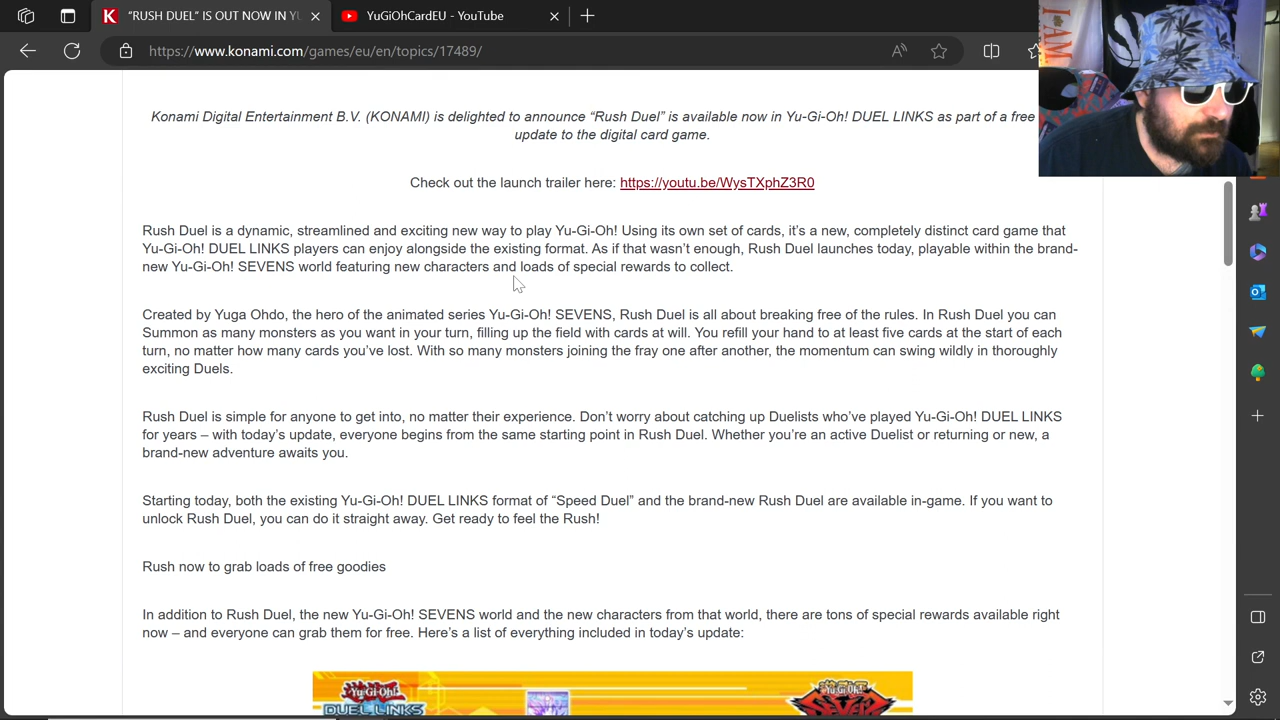 "RUSH DUEL" IS OUT NOW IN YU
YuGiOhCardEU - YouTube
https://www.konami.com/games/eu/en/topics/17489/
I AM
Konami Digital Entertainment B.V. (KONAMI) is delighted to announce “Rush Duel” is available now in Yu-Gi-Oh! DUEL LINKS as part of a free
update to the digital card game.
Check out the launch trailer here: https://youtu.be/WysTXphZ3R0
Rush Duel is a dynamic, streamlined and exciting new way to play Yu-Gi-Oh! Using its own set of cards, it’s a new, completely distinct card game that
Yu-Gi-Oh! DUEL LINKS players can enjoy alongside the existing format. As if that wasn’t enough, Rush Duel launches today, playable within the brand-
new Yu-Gi-Oh! SEVENS world featuring new characters and loads of special rewards to collect.
Created by Yuga Ohdo, the hero of the animated series Yu-Gi-Oh! SEVENS, Rush Duel is all about breaking free of the rules. In Rush Duel you can
Summon as many monsters as you want in your turn, filling up the field with cards at will. You refill your hand to at least five cards at the start of each
turn, no matter how many cards you’ve lost. With so many monsters joining the fray one after another, the momentum can swing wildly in thoroughly
exciting Duels.
Rush Duel is simple for anyone to get into, no matter their experience. Don’t worry about catching up Duelists who’ve played Yu-Gi-Oh! DUEL LINKS
for years – with today’s update, everyone begins from the same starting point in Rush Duel. Whether you’re an active Duelist or returning or new, a
brand-new adventure awaits you.
Starting today, both the existing Yu-Gi-Oh! DUEL LINKS format of “Speed Duel” and the brand-new Rush Duel are available in-game. If you want to
unlock Rush Duel, you can do it straight away. Get ready to feel the Rush!
Rush now to grab loads of free goodies
In addition to Rush Duel, the new Yu-Gi-Oh! SEVENS world and the new characters from that world, there are tons of special rewards available right
now – and everyone can grab them for free. Here’s a list of everything included in today’s update:
Yu-Gi-Oh! Yu-Gi-Oh!
DUEL LINKS SEVENS